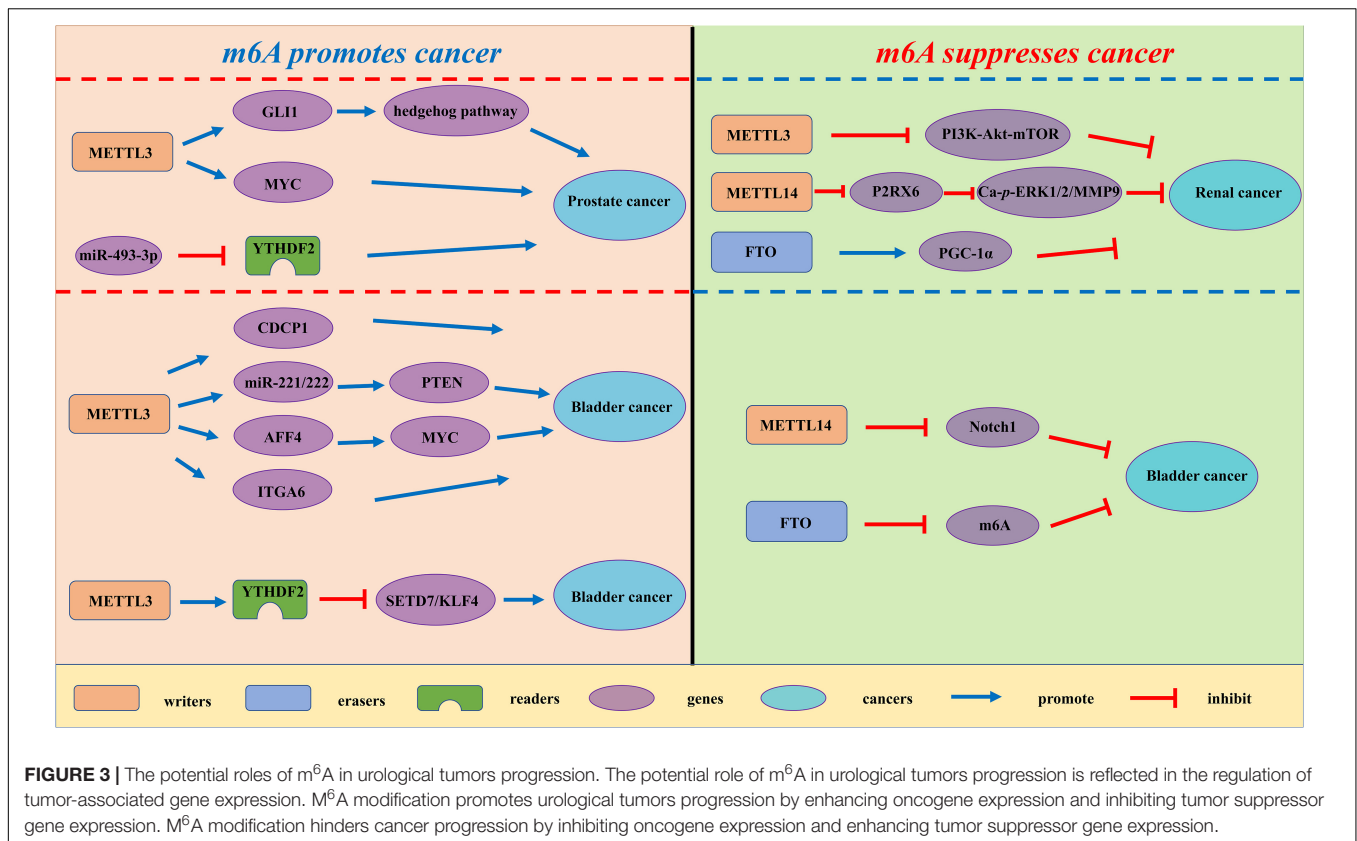 m6A promotes cancer
m6A suppresses cancer
GLI1
hedgehog pathway
METTL3
MYC
Prostate cancer
miR-493-3p
YTHDF2
CDCP1
miR-221/222
PTEN
METTL3
Bladder cancer
AFF4
MYC
ITGA6
METTL3
YTHDF2
SETD7/KLF4
Bladder cancer
METTL3
PI3K-Akt-mTOR
METTL14
P2RX6
Ca-p-ERK1/2/MMP9
Renal cancer
FTO
PGC-1α
METTL14
Notch1
Bladder cancer
FTO
m6A
writers
erasers
readers
genes
cancers
promote
inhibit
FIGURE 3 | The potential roles of m⁶A in urological tumors progression. The potential role of m⁶A in urological tumors progression is reflected in the regulation of
tumor-associated gene expression. M⁶A modification promotes urological tumors progression by enhancing oncogene expression and inhibiting tumor suppressor
gene expression. M⁶A modification hinders cancer progression by inhibiting oncogene expression and enhancing tumor suppressor gene expression.